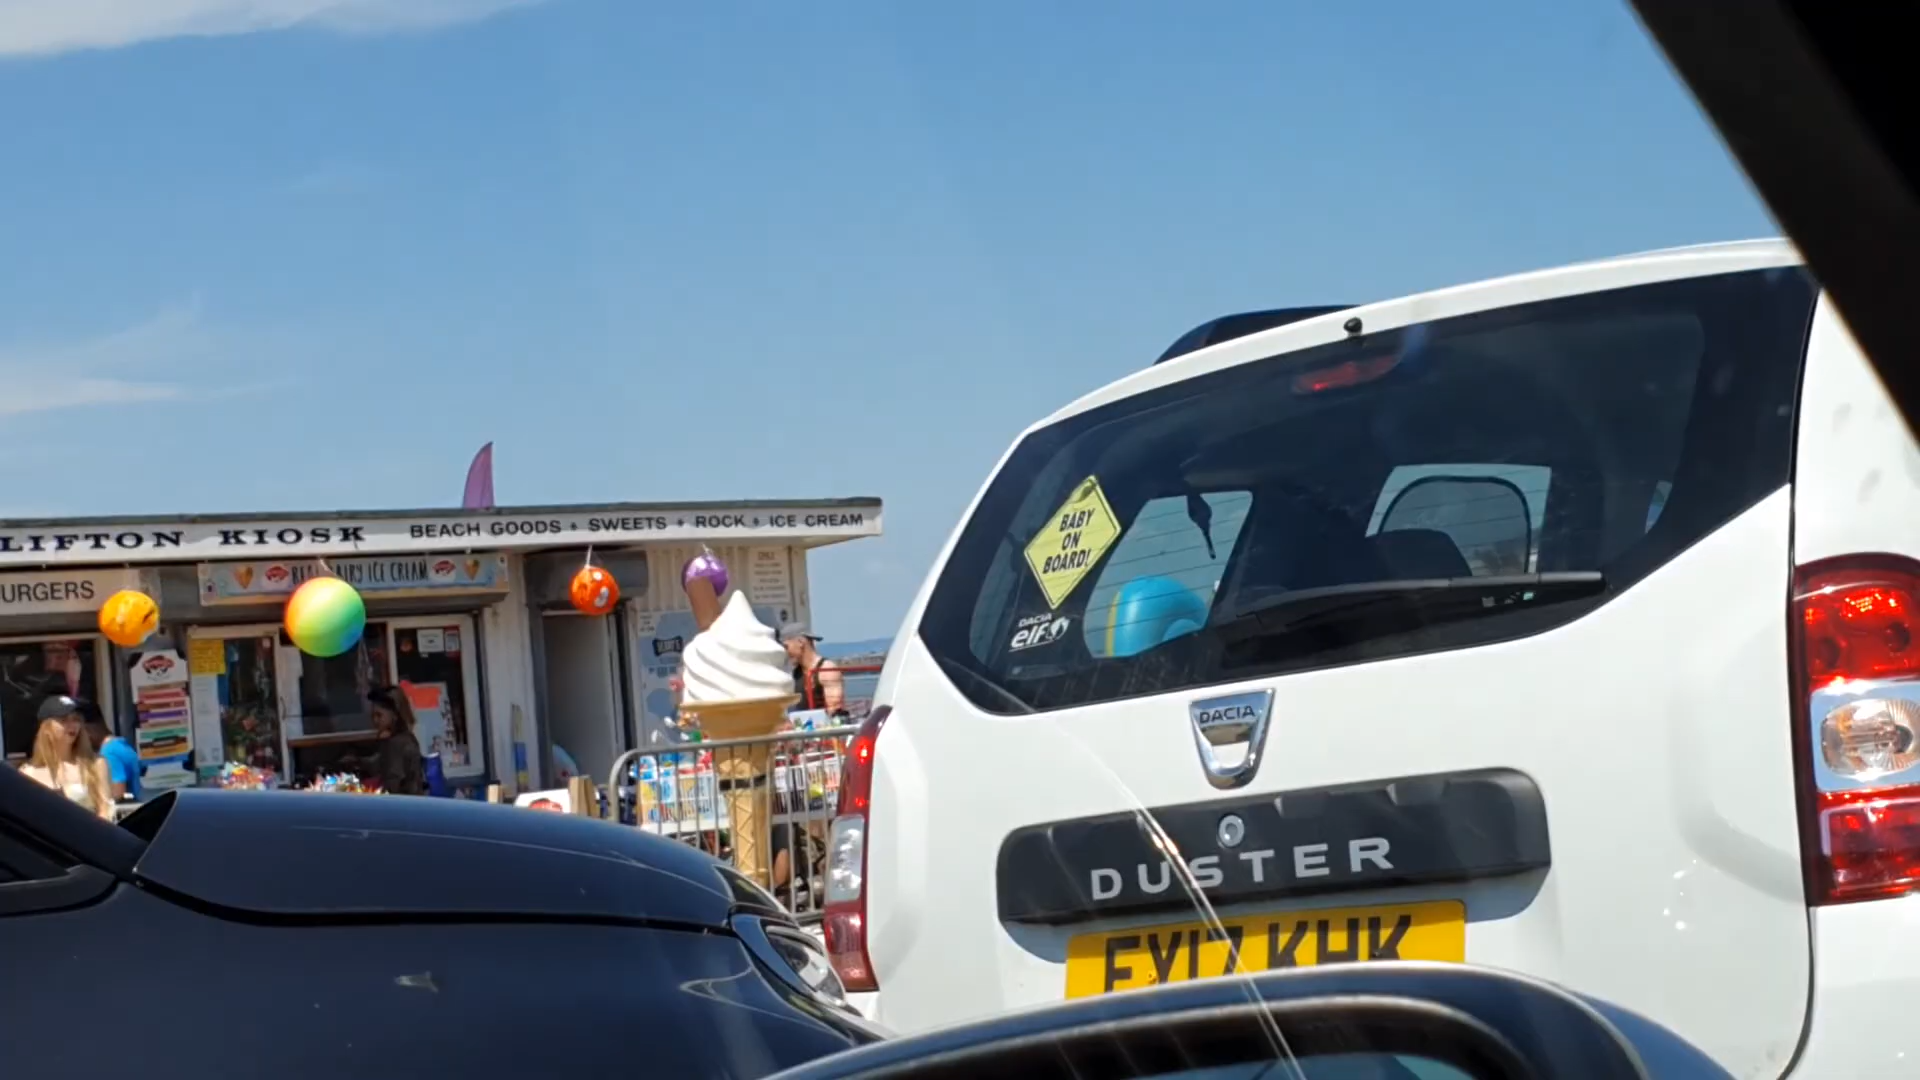 LIFTON KIOSK
BEACH GOODS • SWEETS • ROCK • ICE CREAM
URGERS
REAL DAIRY ICE CREAM
BABY
ON
BOARD!
DACIA
elf
DACIA
DUSTER
EY17 KHK